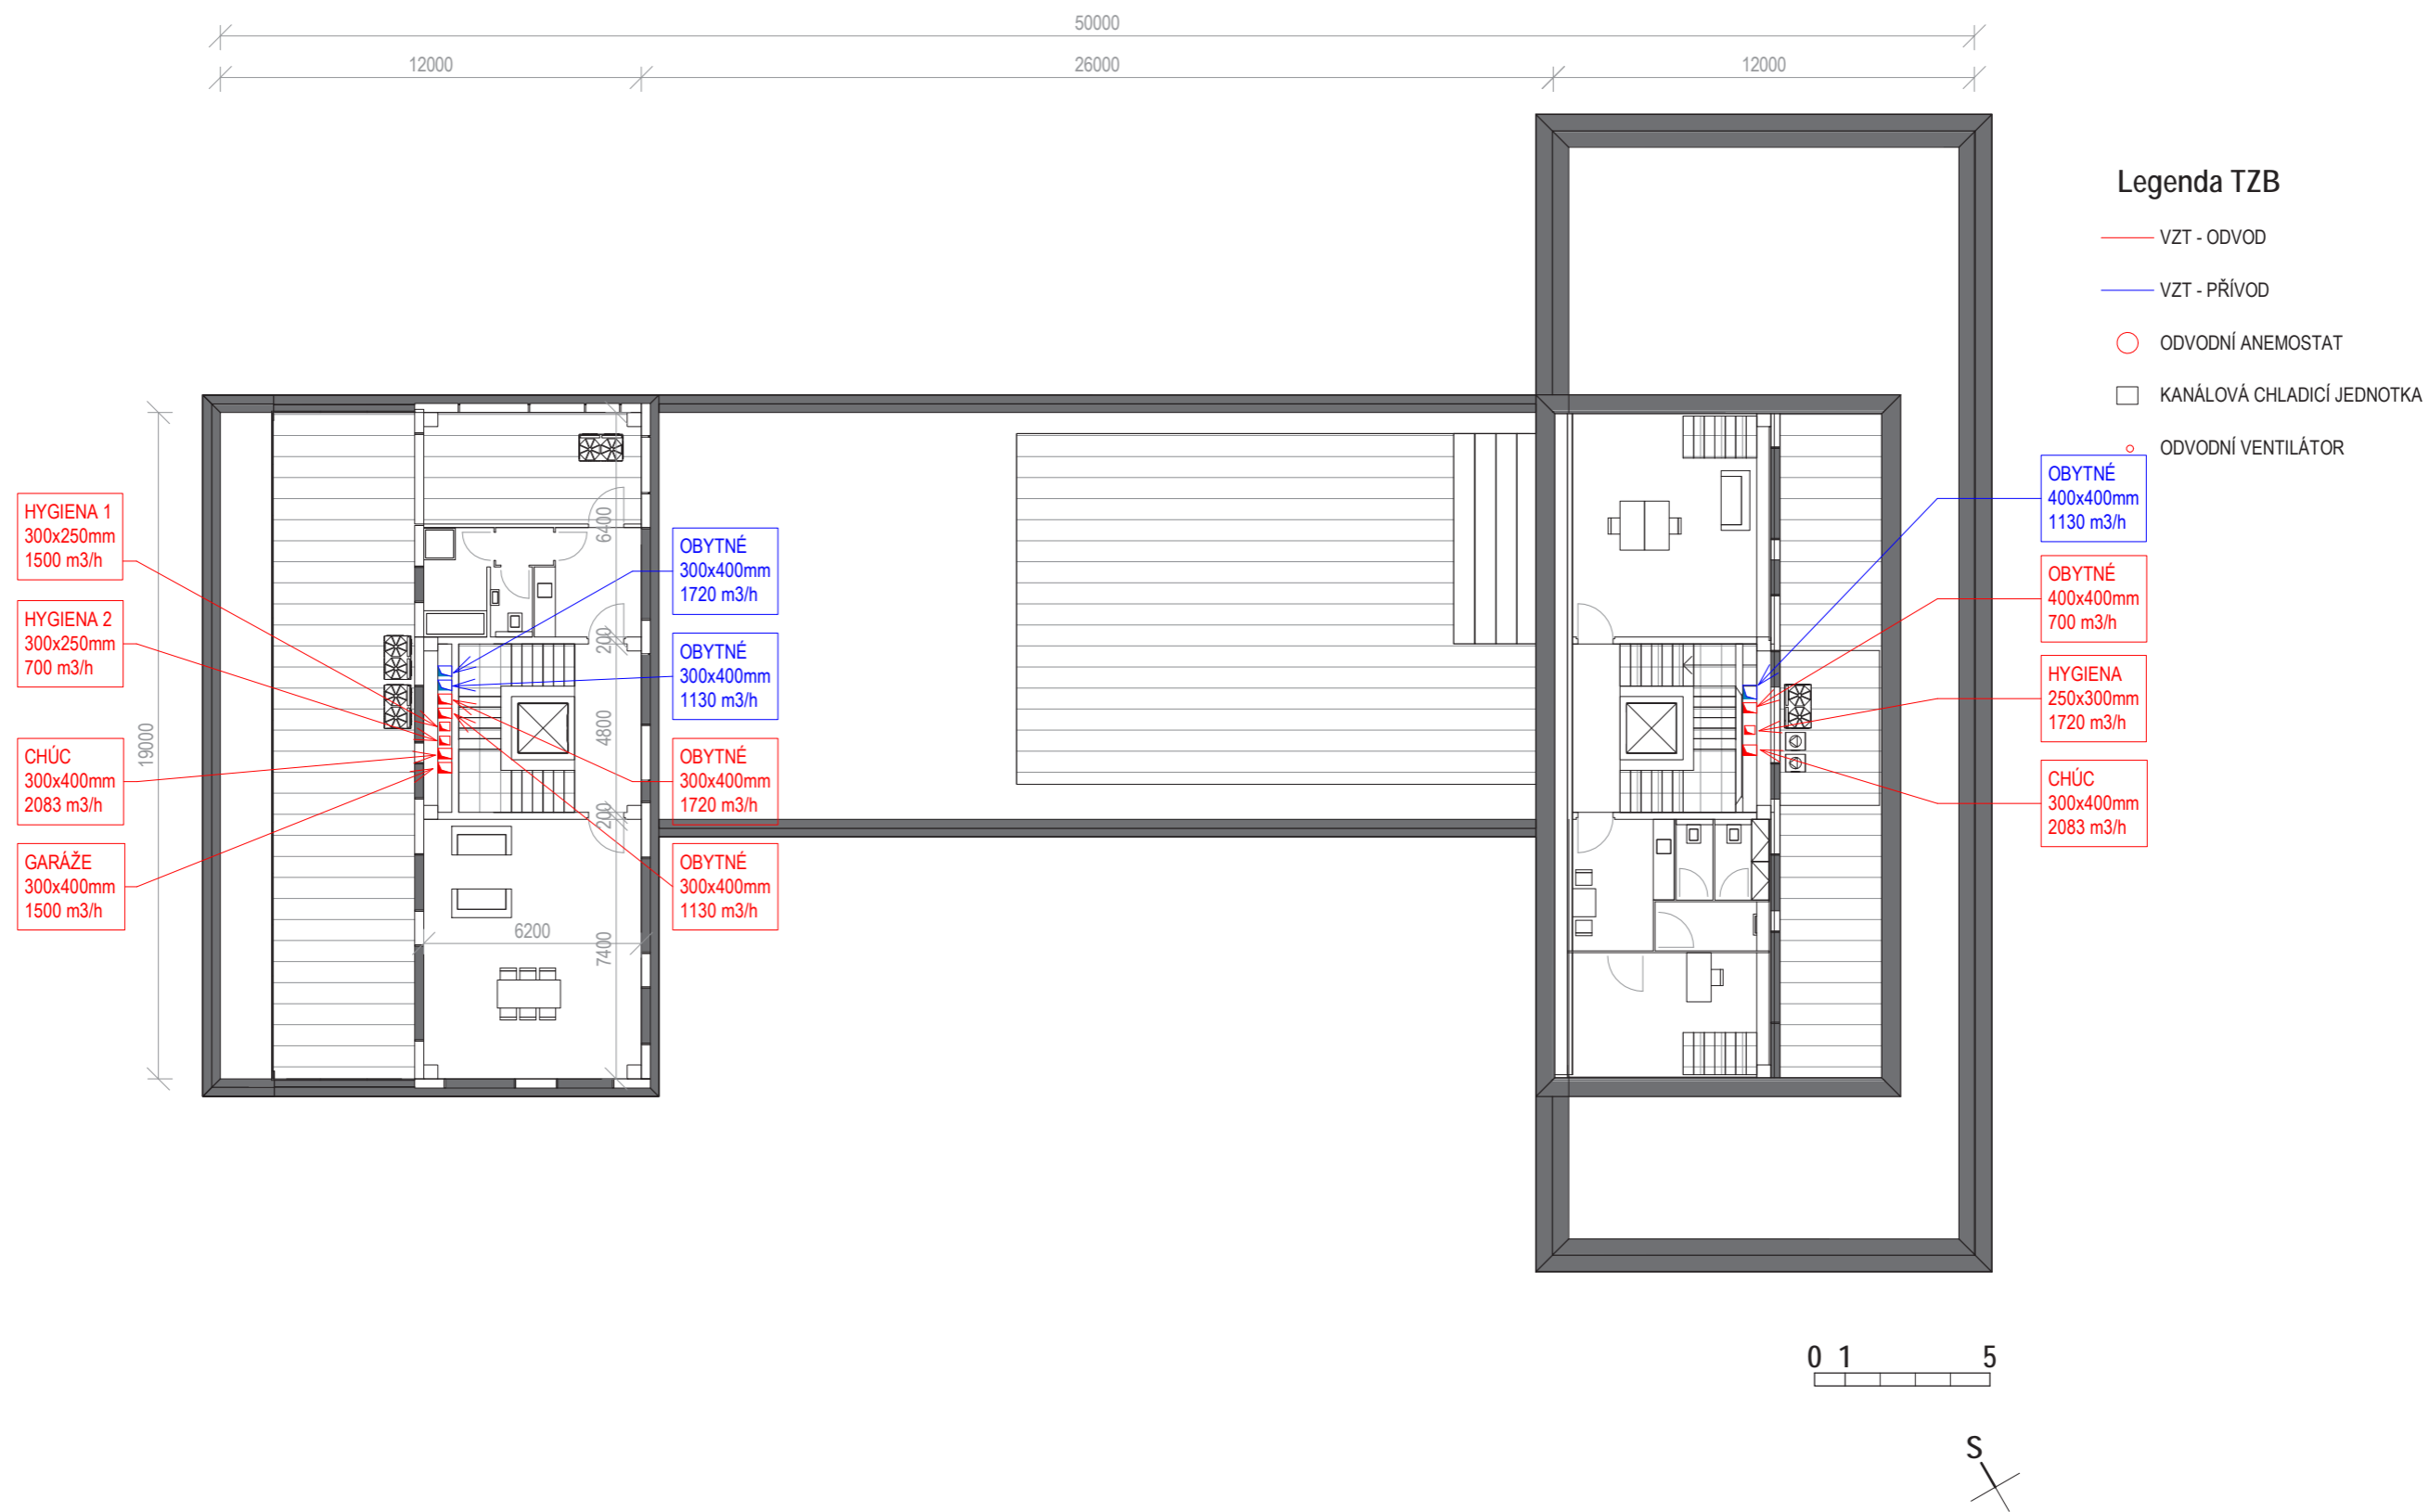 50000
12000
26000
12000
Legenda TZB
VZT - ODVOD
VZT - PŘÍVOD
ODVODNÍ ANEMOSTAT
KANÁLOVÁ CHLADICÍ JEDNOTKA
ODVODNÍ VENTILÁTOR
HYGIENA 1
300x250mm
1500 m3/h
HYGIENA 2
300x250mm
700 m3/h
CHÚC
300x400mm
2083 m3/h
GARÁŽE
300x400mm
1500 m3/h
19000
6400
200
4800
200
7400
6200
OBYTNÉ
300x400mm
1720 m3/h
OBYTNÉ
300x400mm
1130 m3/h
OBYTNÉ
300x400mm
1720 m3/h
OBYTNÉ
300x400mm
1130 m3/h
OBYTNÉ
400x400mm
1130 m3/h
OBYTNÉ
400x400mm
700 m3/h
HYGIENA
250x300mm
1720 m3/h
CHÚC
300x400mm
2083 m3/h
0 1 5
S